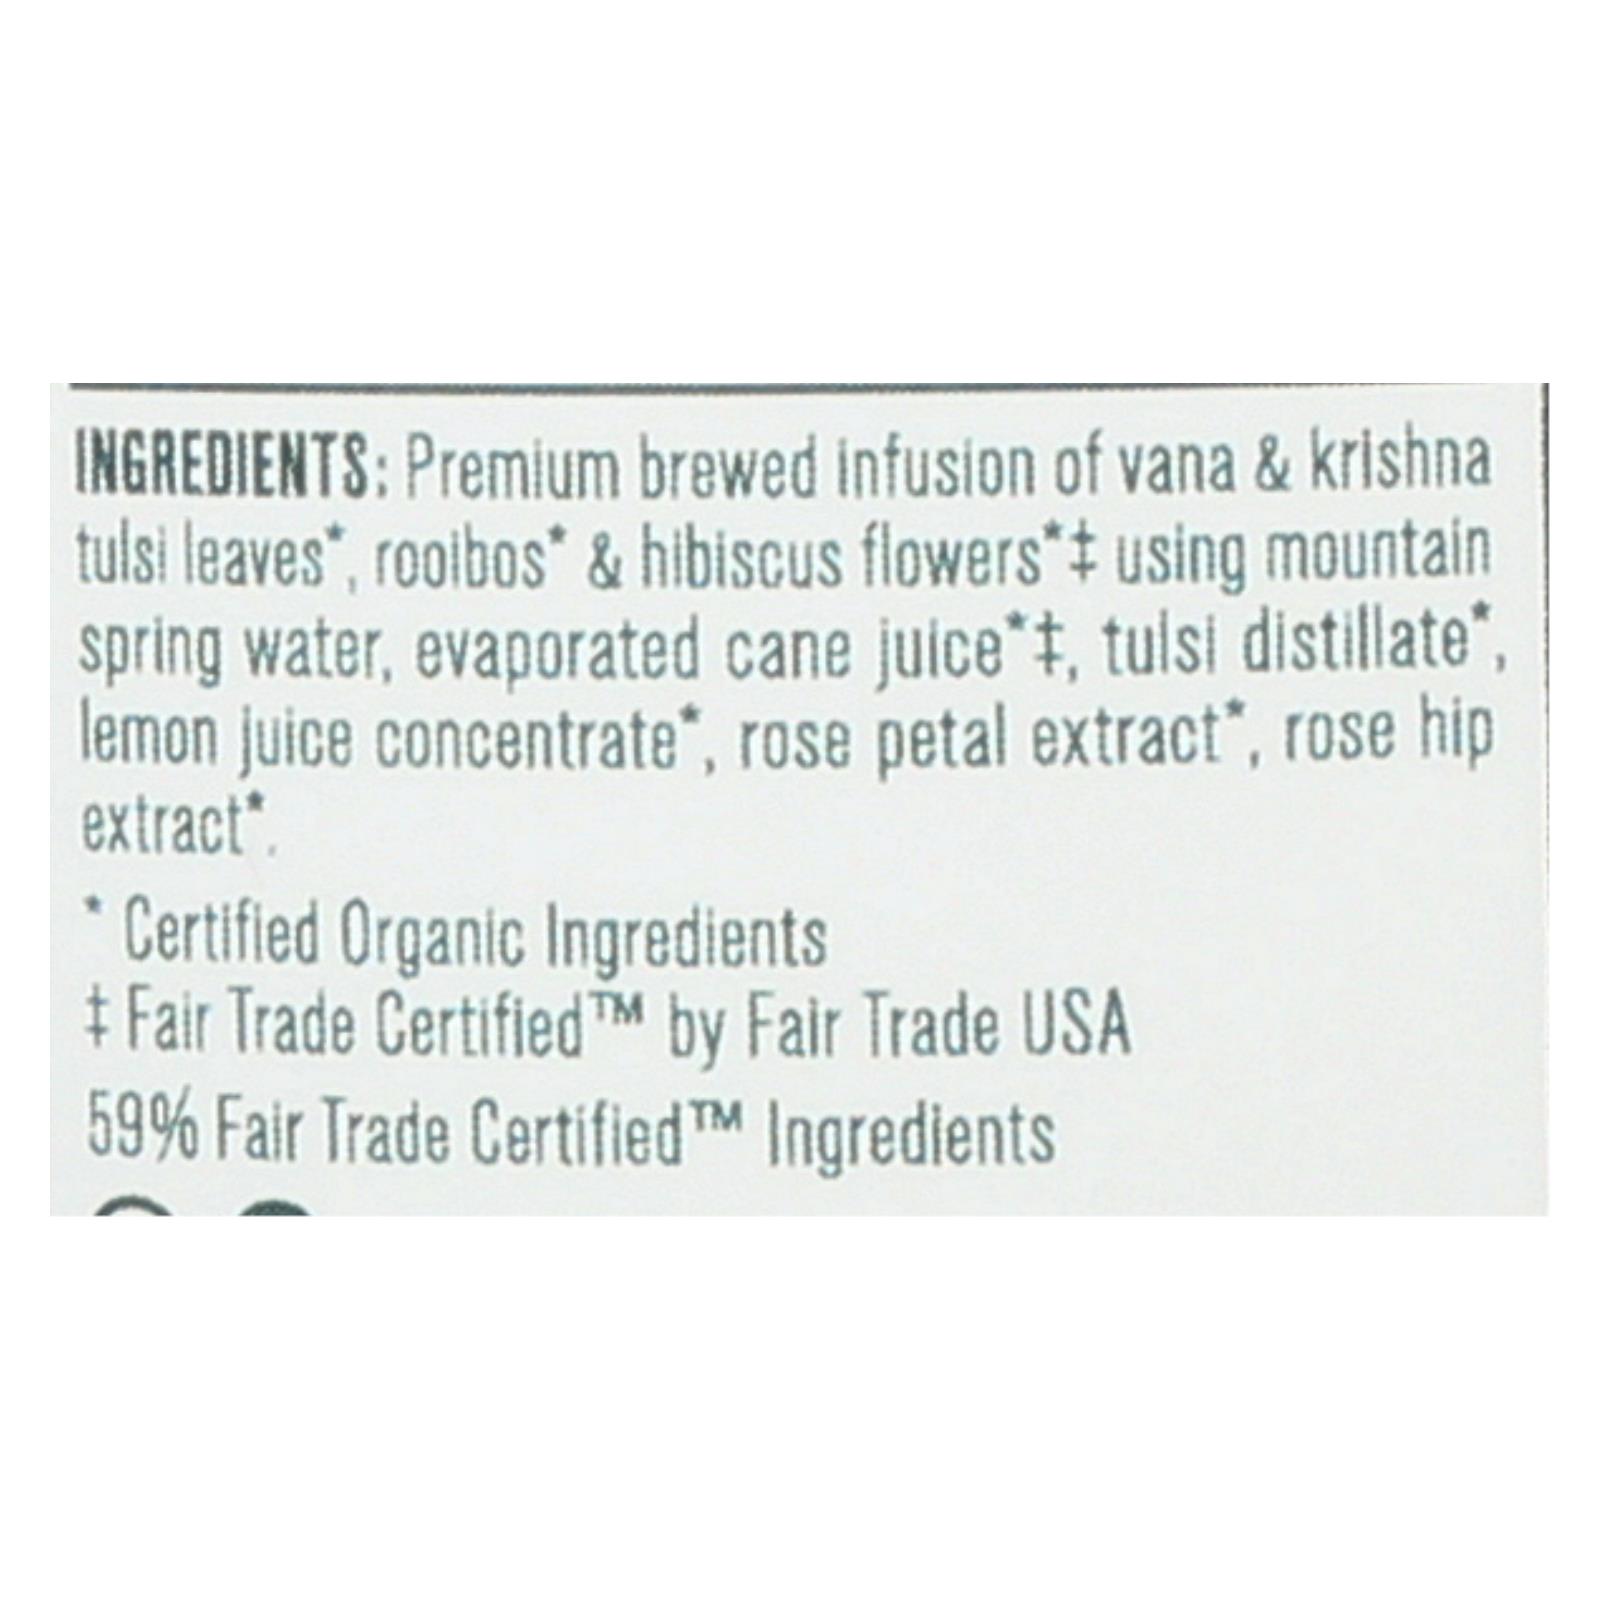 INGREDIENTS: Premium brewed infusion of vana & krishna
tulsi leaves*, rooibos* & hibiscus flowers*‡ using mountain
spring water, evaporated cane juice*‡, tulsi distillate*,
lemon juice concentrate*, rose petal extract*, rose hip
extract*.
* Certified Organic Ingredients
‡ Fair Trade Certified™ by Fair Trade USA
59% Fair Trade Certified™ Ingredients